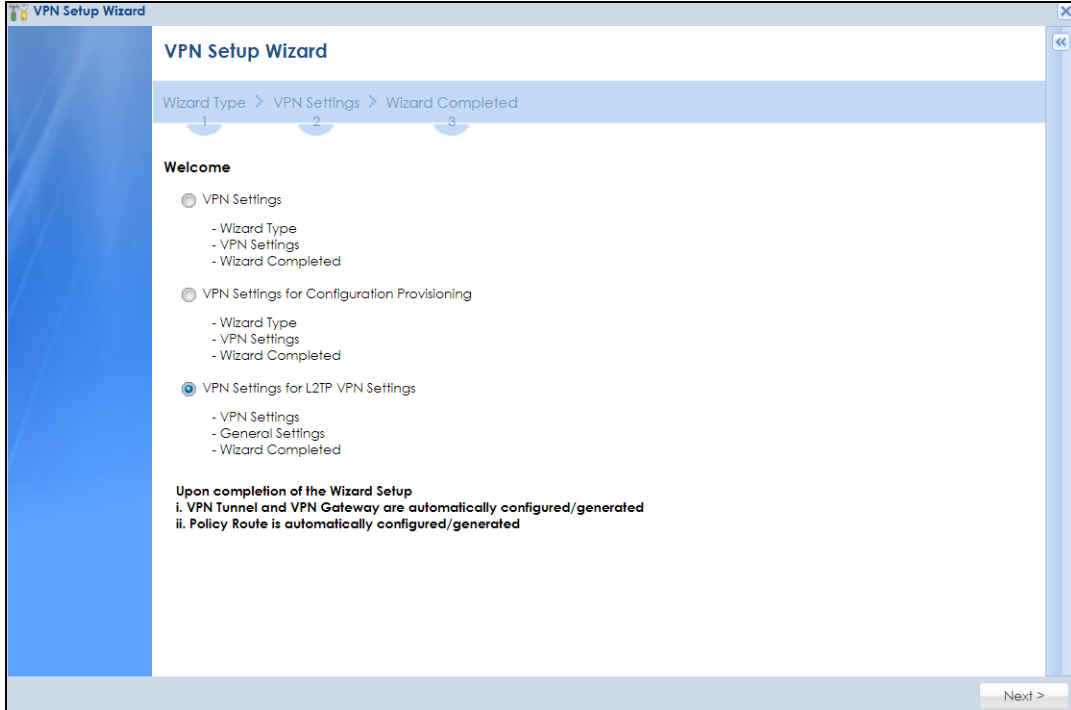 VPN Setup Wizard
VPN Setup Wizard
Wizard Type > VPN Settings > Wizard Completed
1 2 3
Welcome
VPN Settings
- Wizard Type
- VPN Settings
- Wizard Completed
VPN Settings for Configuration Provisioning
- Wizard Type
- VPN Settings
- Wizard Completed
VPN Settings for L2TP VPN Settings
- VPN Settings
- General Settings
- Wizard Completed
Upon completion of the Wizard Setup
i. VPN Tunnel and VPN Gateway are automatically configured/generated
ii. Policy Route is automatically configured/generated
Next >